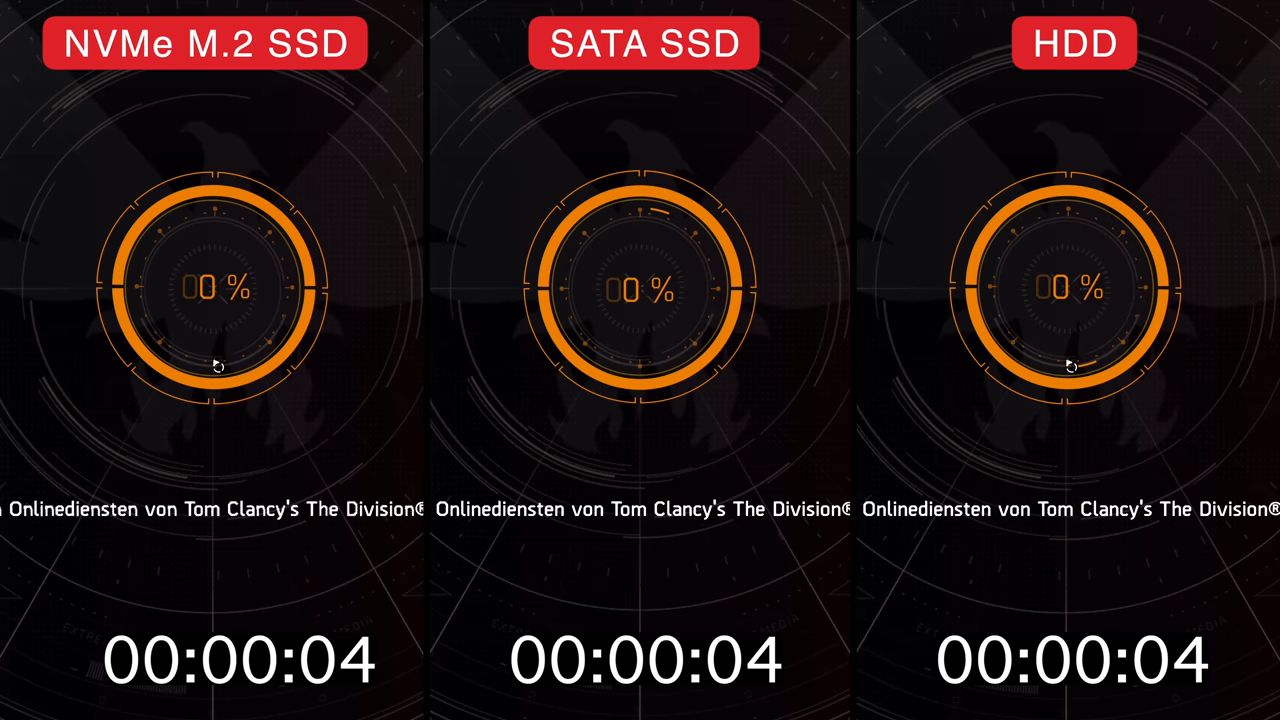 NVMe M.2 SSD
SATA SSD
HDD
00 %
00 %
00 %
Onlinediensten von Tom Clancy's The Division®
Onlinediensten von Tom Clancy's The Division®
Onlinediensten von Tom Clancy's The Division®
00:00:04
00:00:04
00:00:04